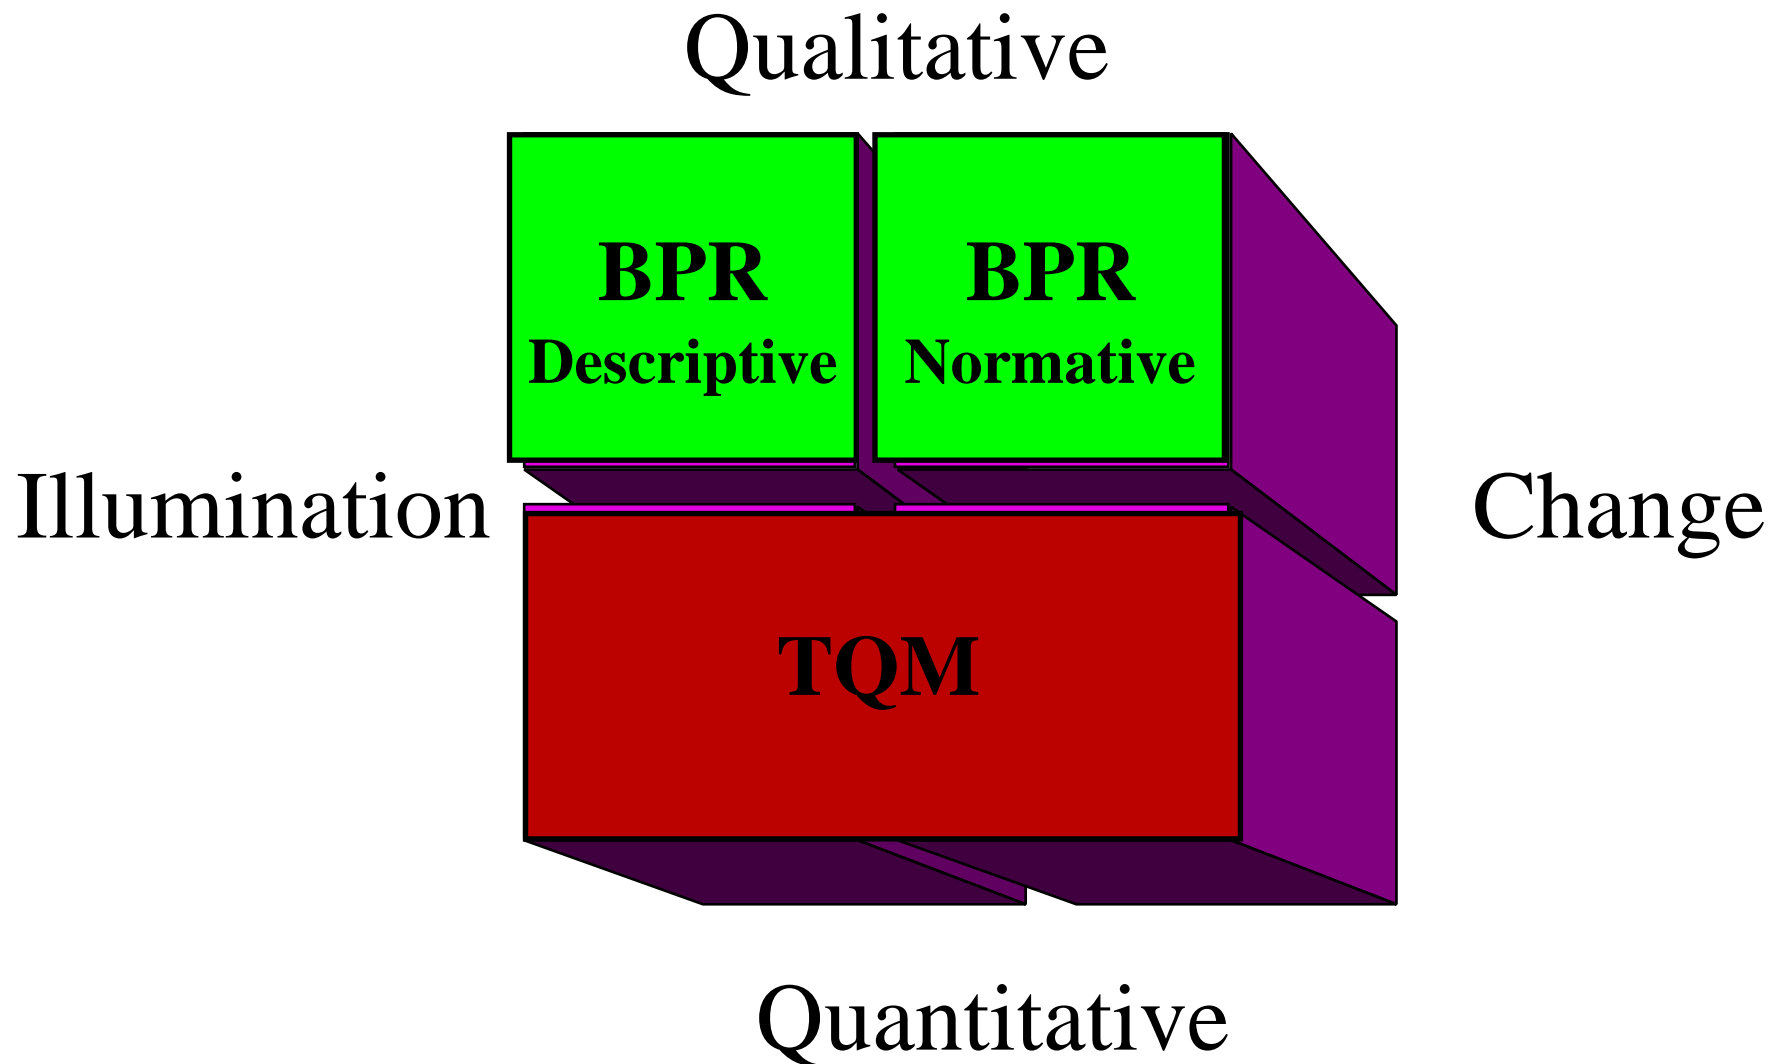 Qualitative
BPR
Descriptive
BPR
Normative
Illumination
Change
TQM
Quantitative